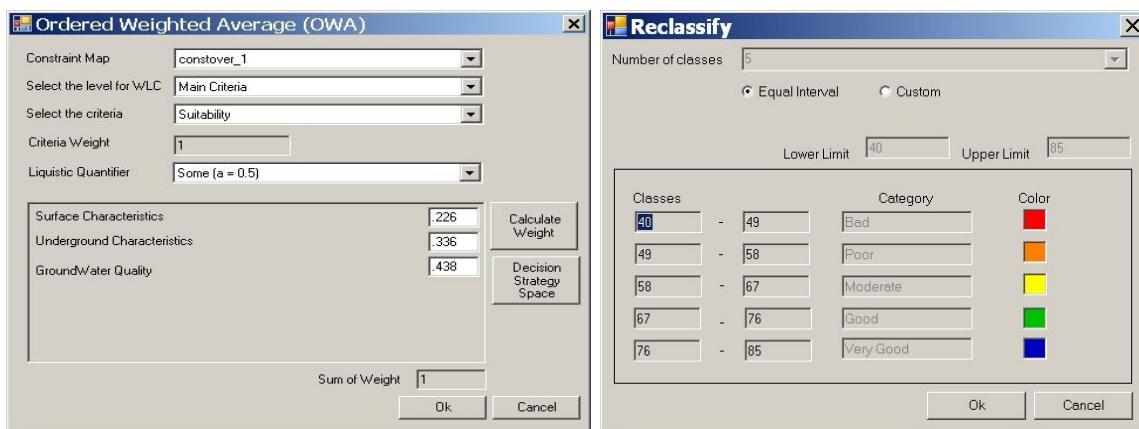 Ordered Weighted Average (OWA)
Constraint Map constover_1
Select the level for WLC Main Criteria
Select the criteria Suitability
Criteria Weight 1
Liquistic Quantifier Some (a = 0.5)
Surface Characteristics .226
Underground Characteristics .336
GroundWater Quality .438
Calculate
Weight
Decision
Strategy
Space
Sum of Weight 1
Ok Cancel
Reclassify
Number of classes 5
Equal Interval Custom
Lower Limit 40 Upper Limit 85
Classes Category Color
40 - 49 Bad
49 - 58 Poor
58 - 67 Moderate
67 - 76 Good
76 - 85 Very Good
Ok Cancel